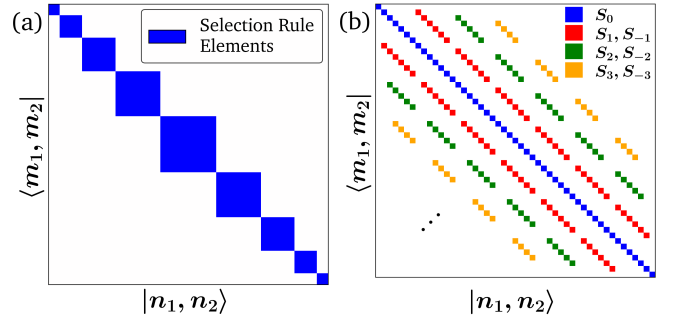 (a)
Selection Rule
Elements
⟨m₁, m₂|
|n₁, n₂⟩
(b)
S₀
S₁, S₋₁
S₂, S₋₂
S₃, S₋₃
⟨m₁, m₂|
|n₁, n₂⟩